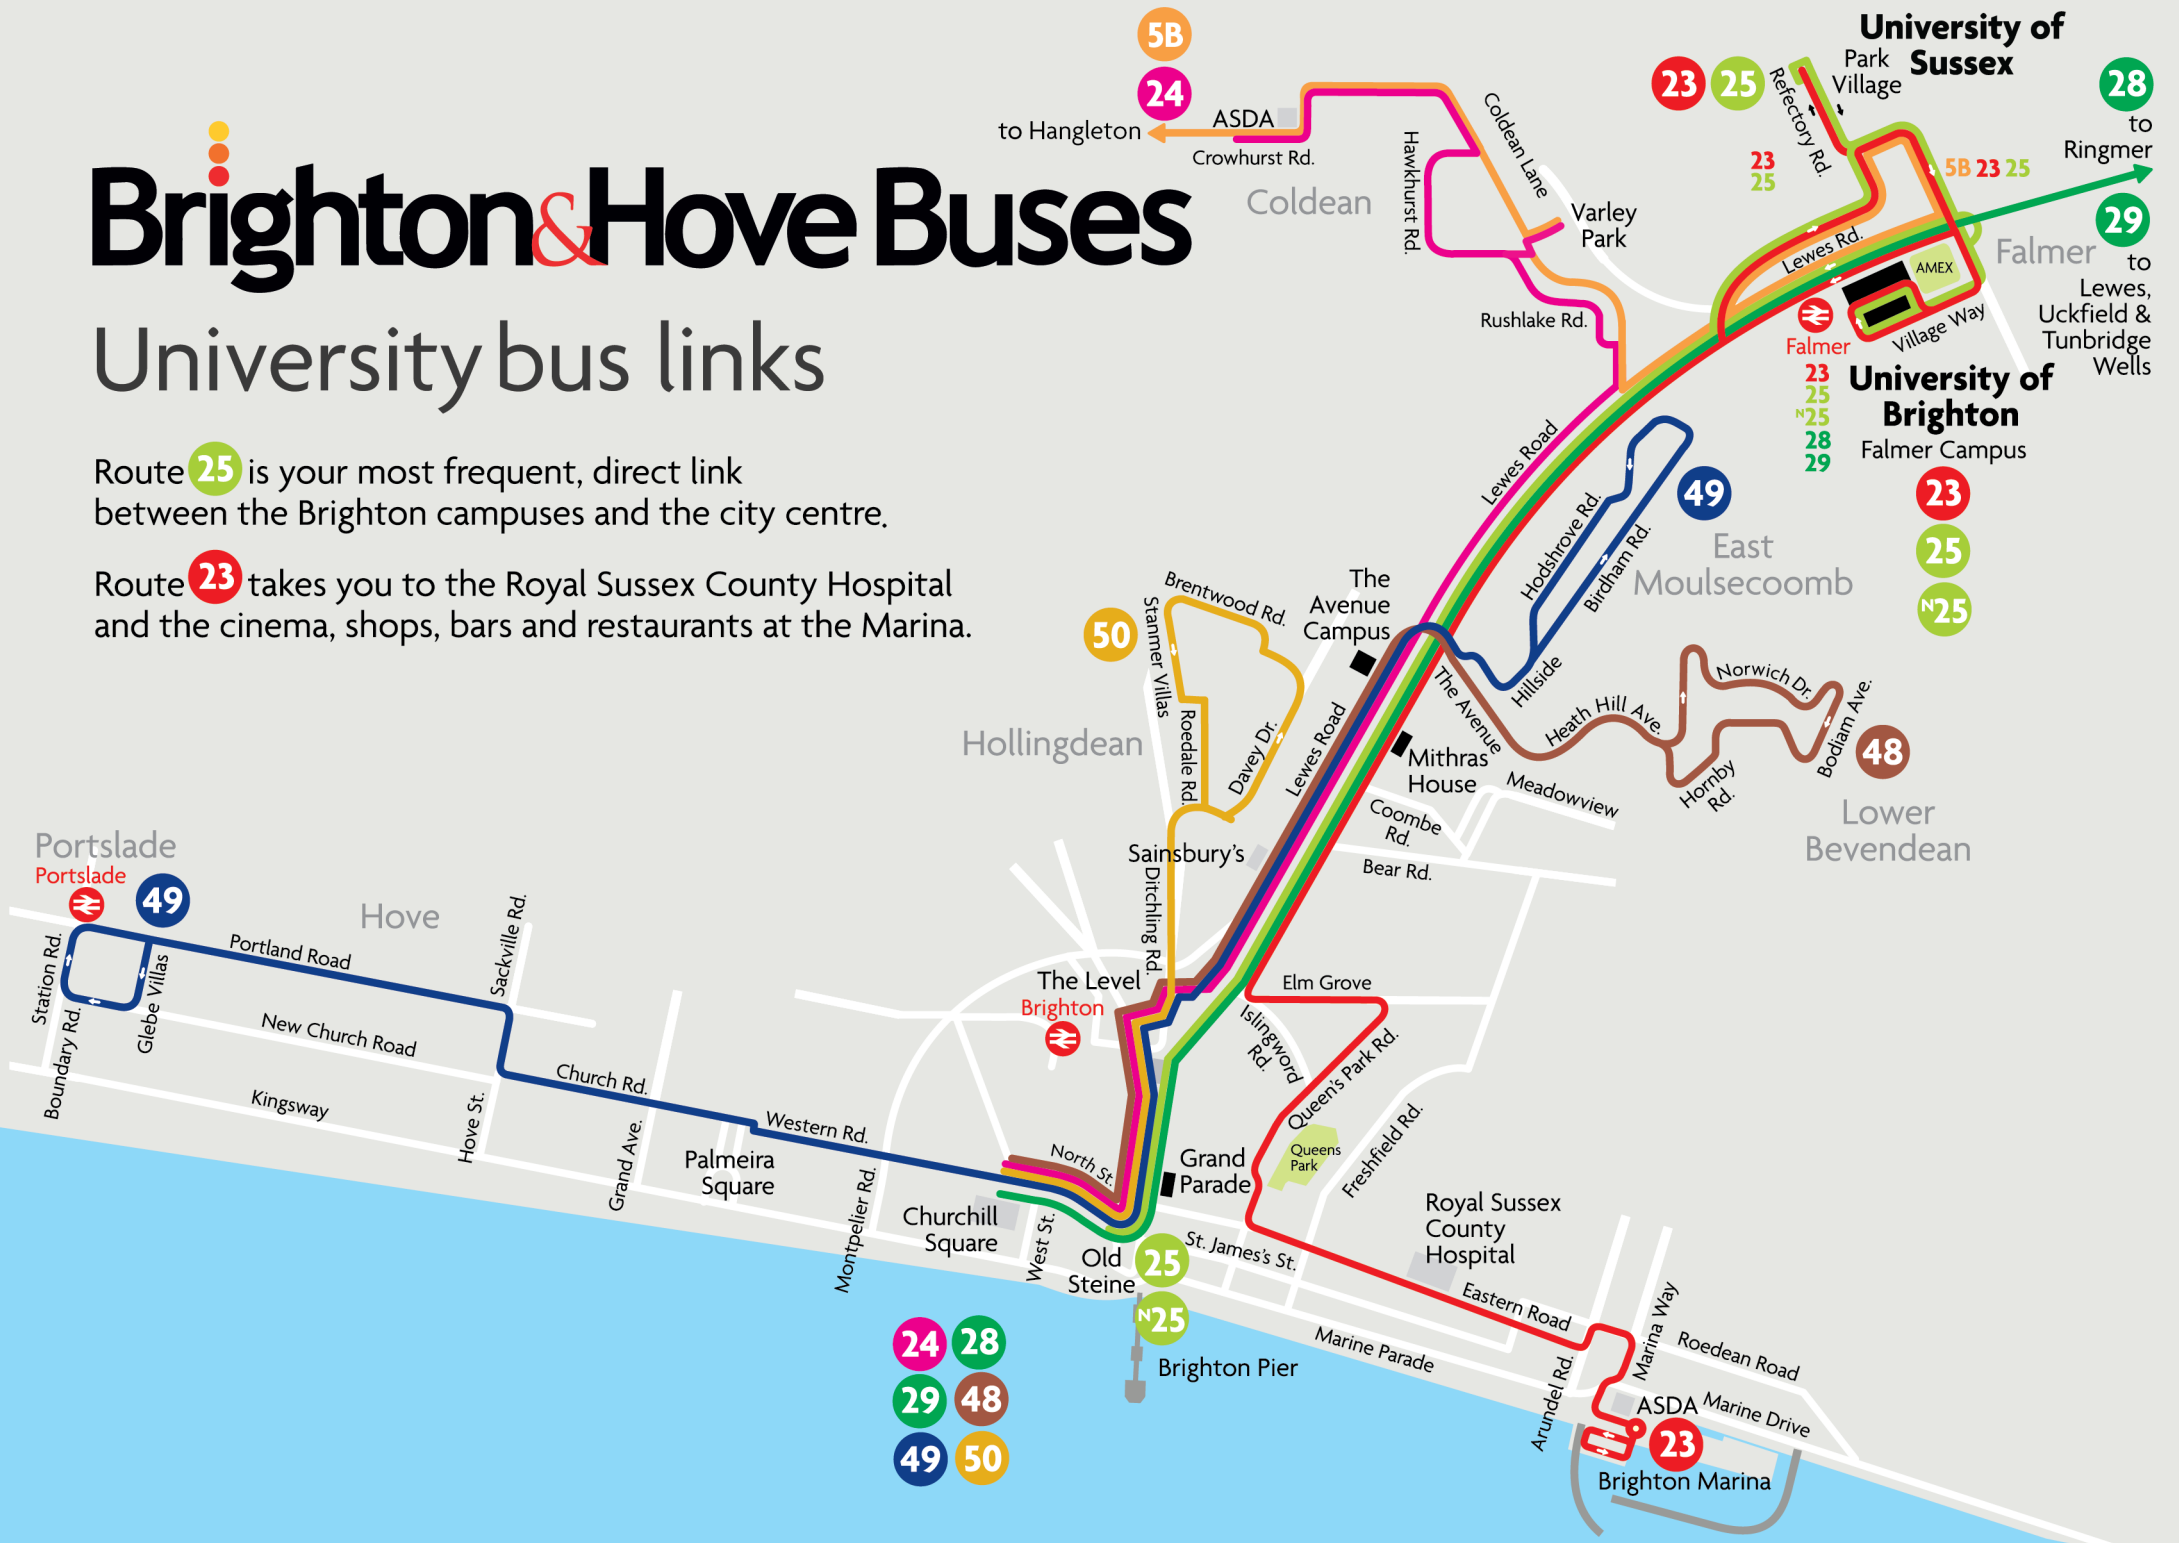 Brighton&Hove Buses
University bus links
Route 25 is your most frequent, direct link
between the Brighton campuses and the city centre.
Route 23 takes you to the Royal Sussex County Hospital
and the cinema, shops, bars and restaurants at the Marina.
5B
24
to Hangleton
ASDA
Crowhurst Rd.
Coldean
Hawkhurst Rd.
Coldean Lane
Varley
Park
Rushlake Rd.
23
25
University of
Sussex
Park
Village
Refectory Rd.
23
25
5B 23 25
28
to
Ringmer
29
to
Lewes,
Uckfield &
Tunbridge
Wells
Falmer
Lewes Rd.
AMEX
Village Way
Falmer
23
25
N25
28
29
University of
Brighton
Falmer Campus
23
25
N25
Lewes Road
49
Hodshrove Rd.
Birdham Rd.
East
Moulsecoomb
Hillside
50
Brentwood Rd.
Stanmer Villas
Roedale Rd.
Davey Dr.
Hollingdean
The
Avenue
Campus
Lewes Road
The Avenue
Heath Hill Ave.
Norwich Dr.
Bodiam Ave.
Hornby
Rd.
48
Lower
Bevendean
Mithras
House
Meadowview
Coombe
Rd.
Bear Rd.
Sainsbury's
Ditchling Rd.
The Level
Brighton
Elm Grove
Islingword
Rd.
Queen's Park Rd.
Queens
Park
Freshfield Rd.
Portslade
Portslade
49
Hove
Station Rd.
Boundary Rd.
Glebe Villas
Portland Road
Sackville Rd.
New Church Road
Kingsway
Hove St.
Church Rd.
Grand Ave.
Palmeira
Square
Western Rd.
Montpelier Rd.
North St.
Churchill
Square
West St.
Grand
Parade
Old
Steine
25
N25
St. James's St.
Brighton Pier
24
28
29
48
49
50
Royal Sussex
County
Hospital
Eastern Road
Marine Parade
Arundel Rd.
Marina Way
Roedean Road
Marine Drive
ASDA
23
Brighton Marina